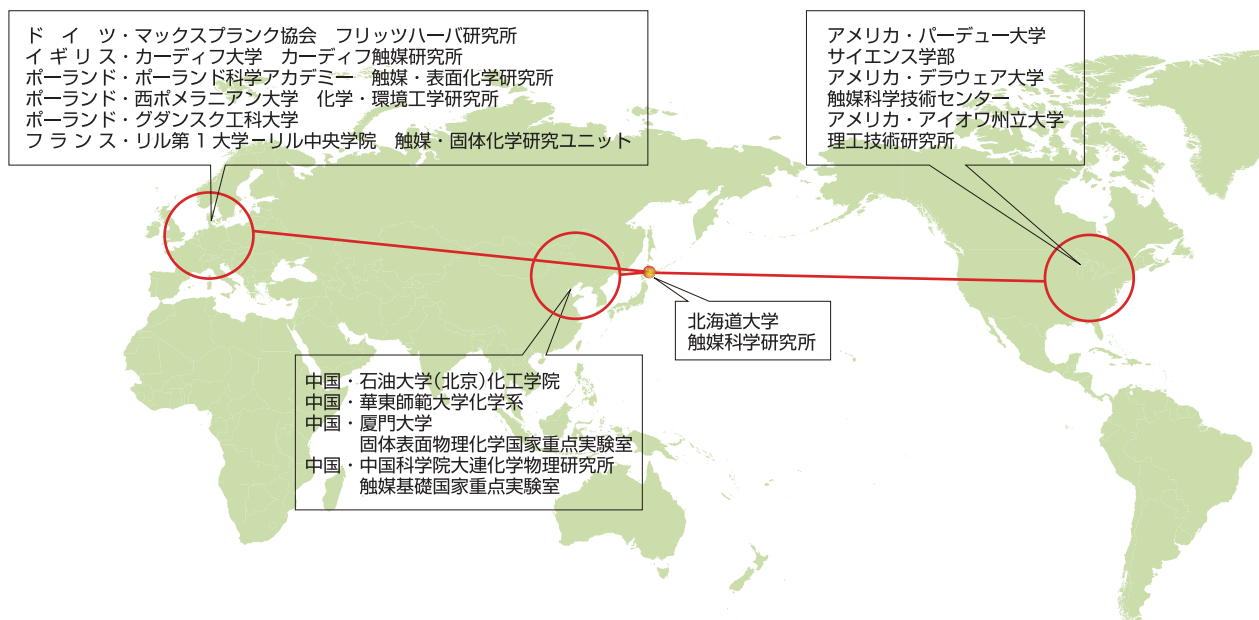 ドイツ・マックスプランク協会　フリッツハーバ研究所
イギリス・カーディフ大学　カーディフ触媒研究所
ポーランド・ポーランド科学アカデミー　触媒・表面化学研究所
ポーランド・西ポメラニアン大学　化学・環境工学研究所
ポーランド・グダンスク工科大学
フランス・リル第1大学−リル中央学院　触媒・固体化学研究ユニット
アメリカ・パーデュー大学
サイエンス学部
アメリカ・デラウェア大学
触媒科学技術センター
アメリカ・アイオワ州立大学
理工技術研究所
北海道大学
触媒科学研究所
中国・石油大学(北京)化工学院
中国・華東師範大学化学系
中国・厦門大学
固体表面物理化学国家重点実験室
中国・中国科学院大連化学物理研究所
触媒基礎国家重点実験室